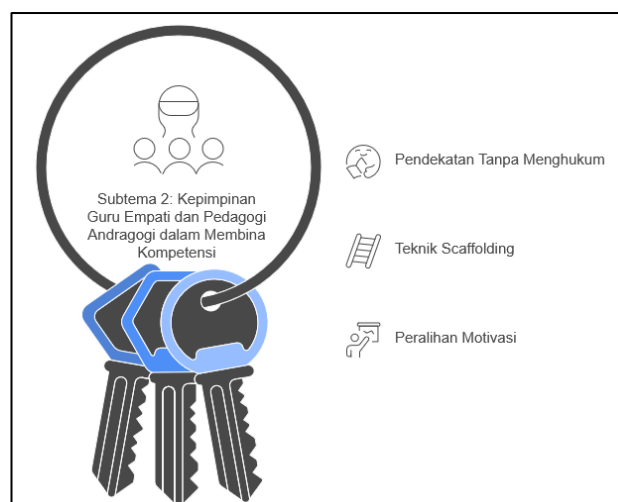 Subtema 2: Kepimpinan
Guru Empati dan Pedagogi
Andragogi dalam Membina
Kompetensi
Pendekatan Tanpa Menghukum
Teknik Scaffolding
Peralihan Motivasi